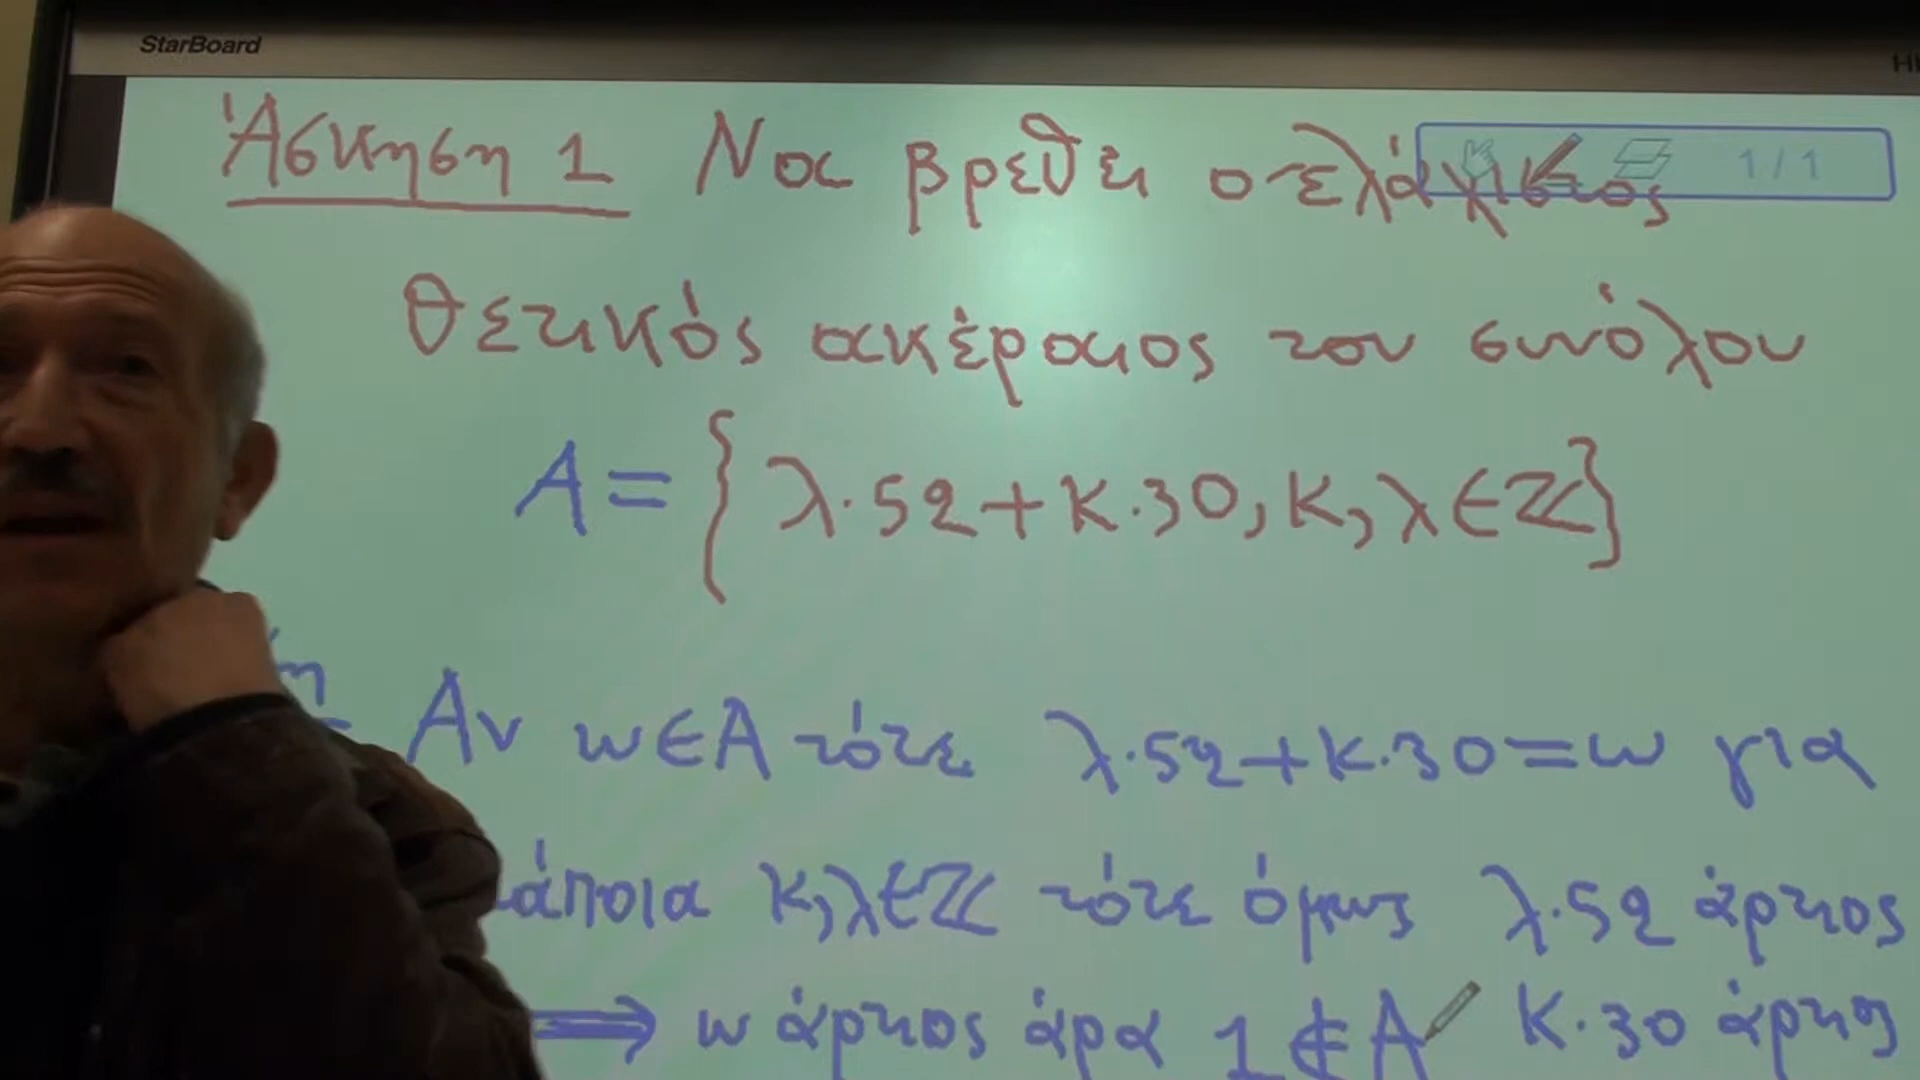 StarBoard
Άσκηση 1 Να βρεθεί ο ελάχιστος
1 / 1
θετικός ακέραιος του συνόλου
A = { λ·52+κ·30, κ, λ∈ℤ }
Αν w∈A τότε λ·52+κ·30=w για
κ,λ∈ℤ τότε όμως λ·52 άρτιος
⟹ w άρτιος άρα 1∉A κ·30 άρτιος